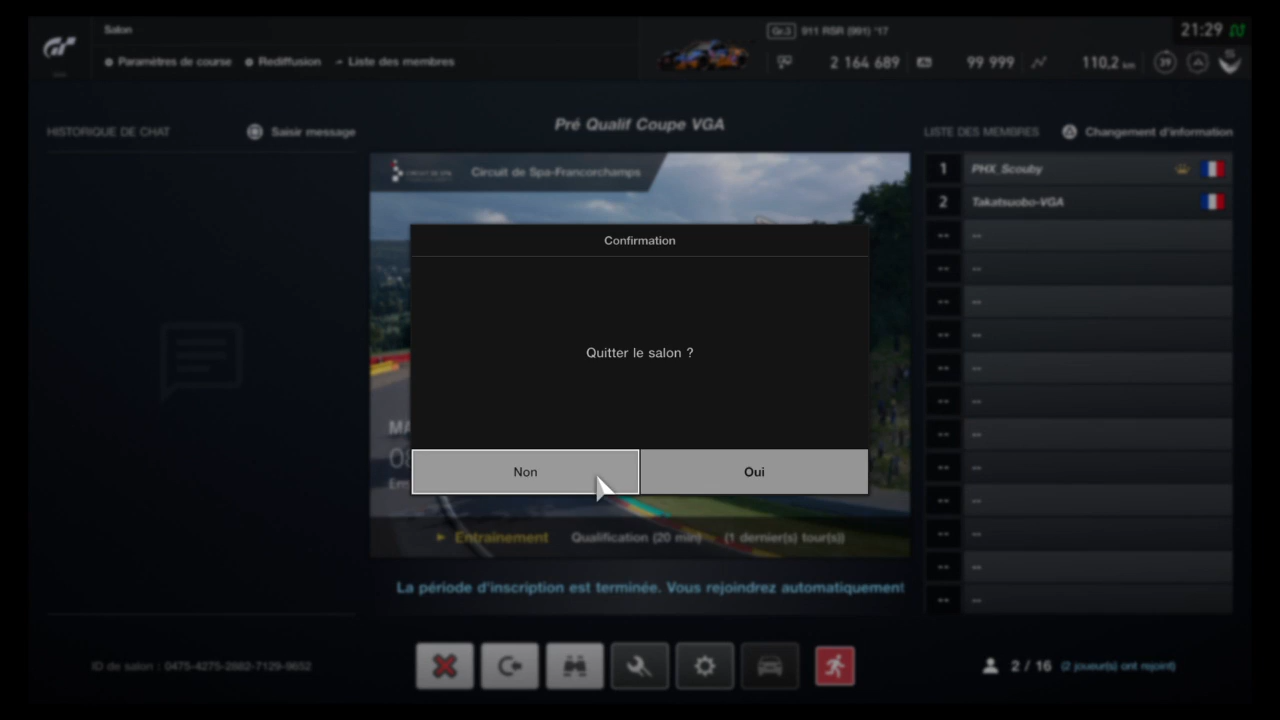 Salon
Gr.3 911 RSR (991) '17
21:29
Paramètres de course Rediffusion Liste des membres
2 164 689 99 999 110,2 km 39 S
HISTORIQUE DE CHAT Saisir message
Pré Qualif Coupe VGA
LISTE DES MEMBRES Changement d'information
Circuit de Spa-Francorchamps
1 PHX_Scouby
2 Takatsuobo-VGA
-- --
-- --
-- --
-- --
-- --
-- --
-- --
-- --
-- --
-- --
-- --
-- --
Confirmation
Quitter le salon ?
Non Oui
Entraînement Qualification (20 min) (1 dernier(s) tour(s))
La période d'inscription est terminée. Vous rejoindrez automatiquement
ID de salon : 0475-4275-2882-7129-9652
2 / 16 (2 joueur(s) ont rejoint)